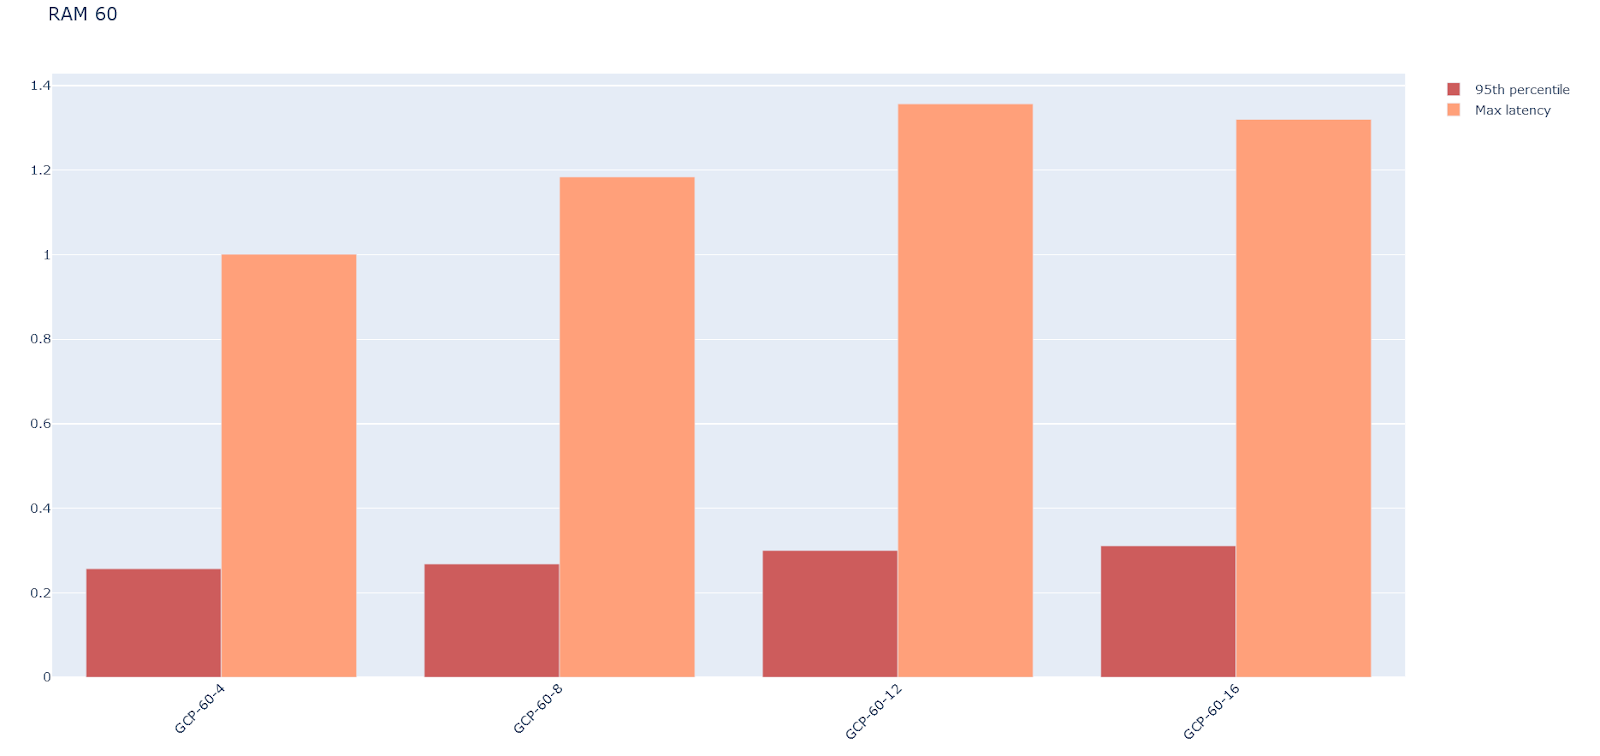 RAM 60
1.4
1.2
1
0.8
0.6
0.4
0.2
0
GCP-60-4
GCP-60-8
GCP-60-12
GCP-60-16
95th percentile
Max latency